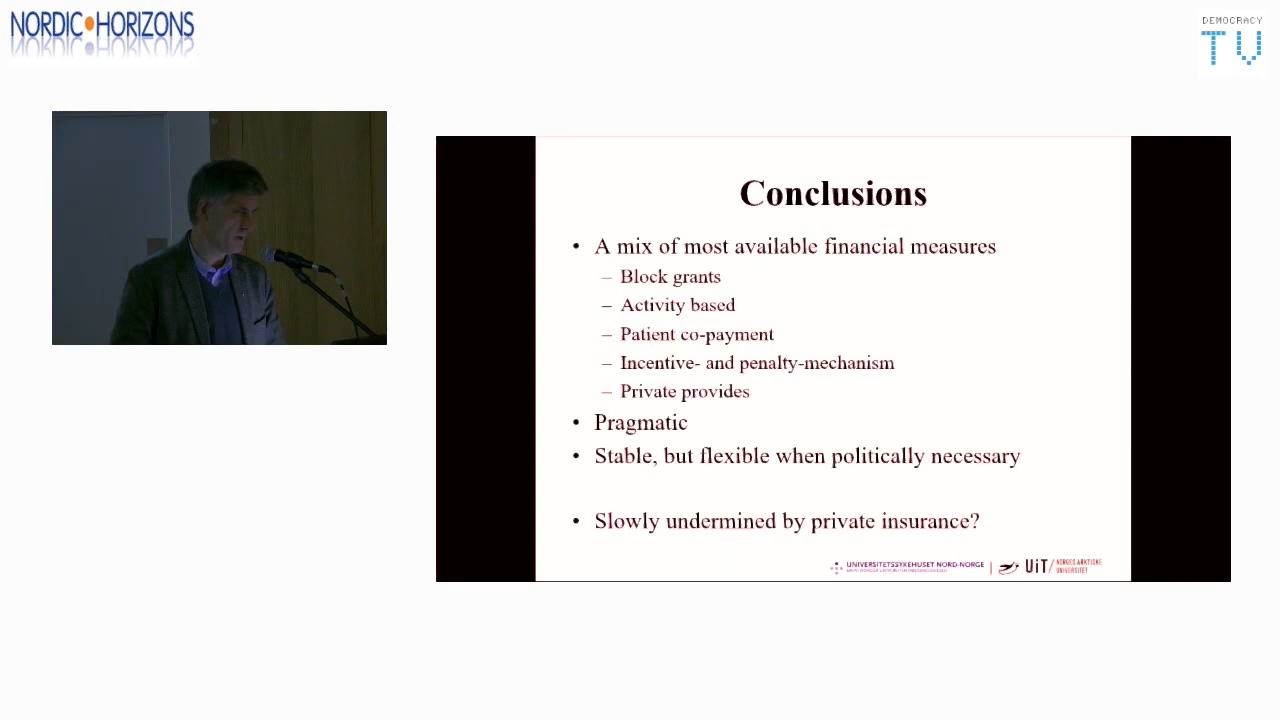 NORDIC HORIZONS
DEMOCRACY
TV
Conclusions
• A mix of most available financial measures
– Block grants
– Activity based
– Patient co-payment
– Incentive- and penalty-mechanism
– Private provides
• Pragmatic
• Stable, but flexible when politically necessary
• Slowly undermined by private insurance?
UNIVERSITETSSYKEHUSET NORD-NORGE
UiT / NORGES ARKTISKE
UNIVERSITET